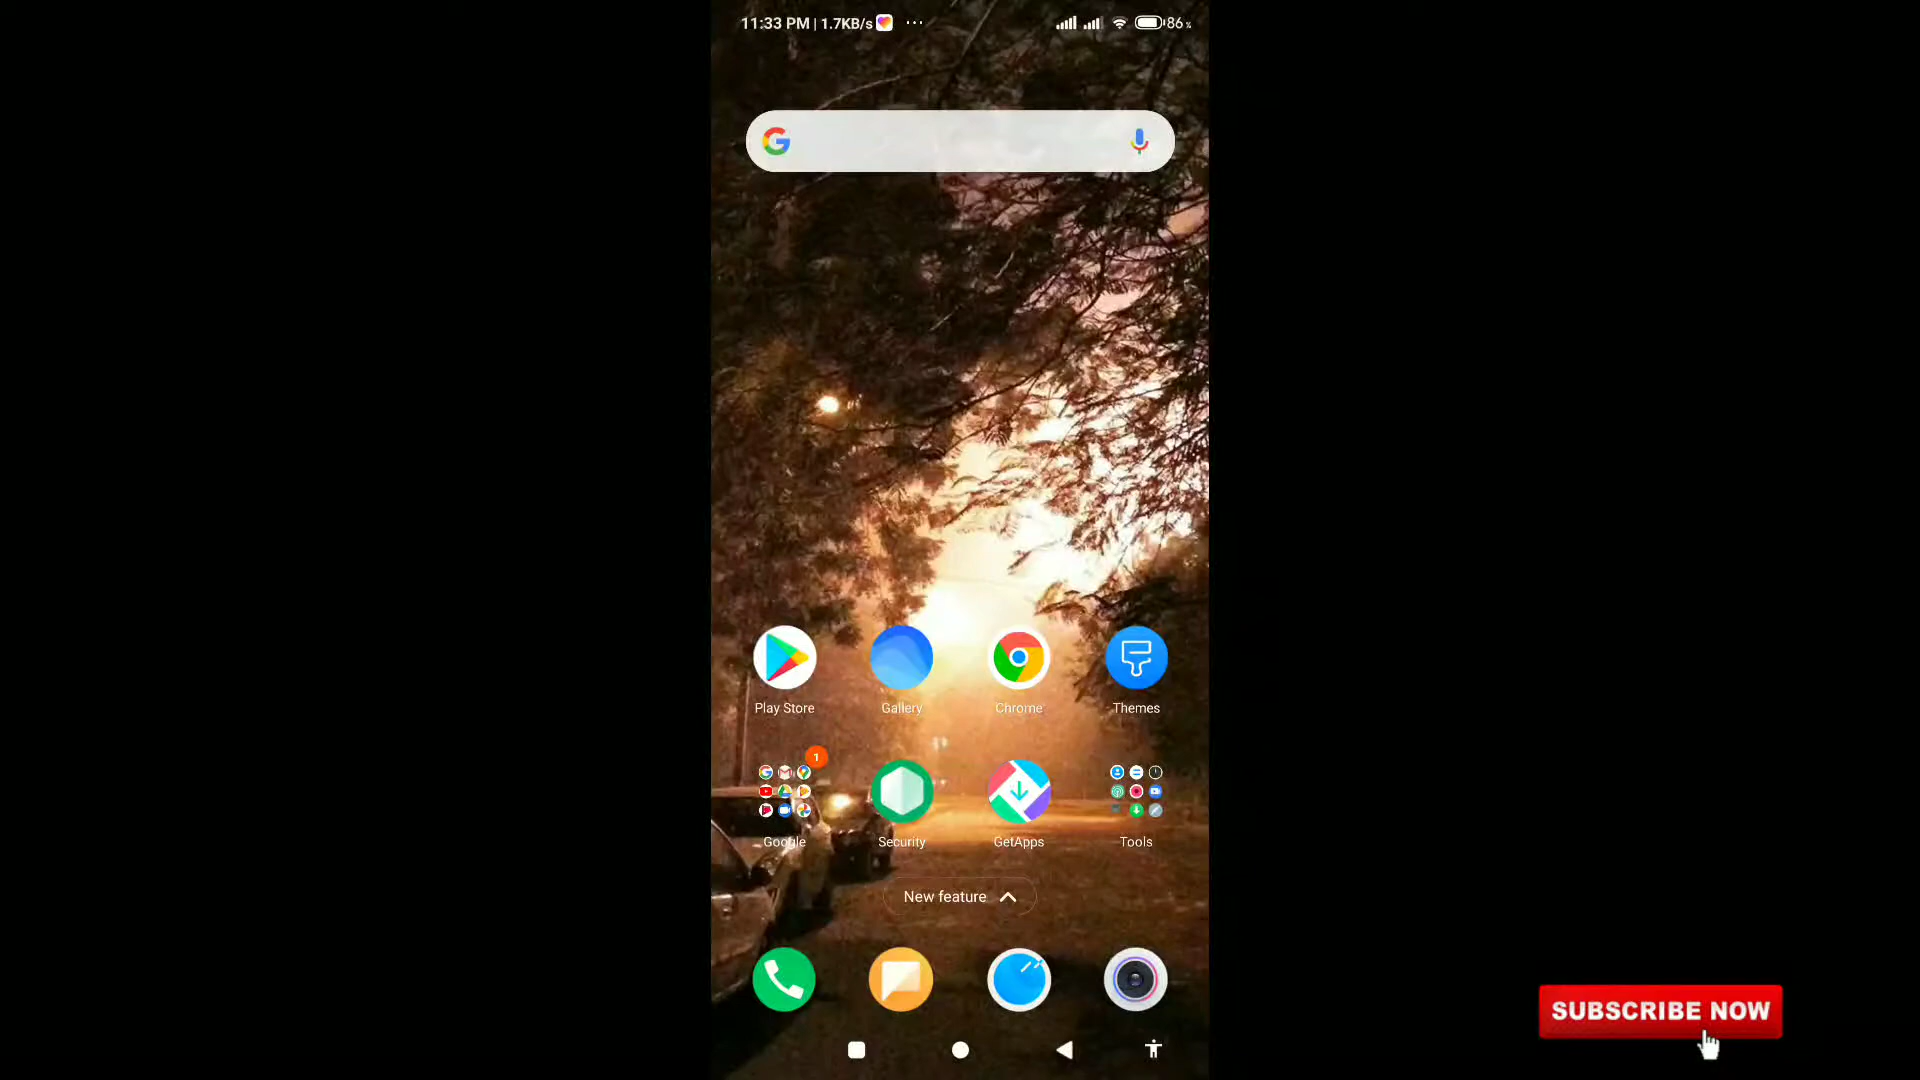 11:33 PM | 1.7KB/s ... 86%
Play Store
Gallery
Chrome
Themes
1
Google
Security
GetApps
Tools
New feature
SUBSCRIBE NOW